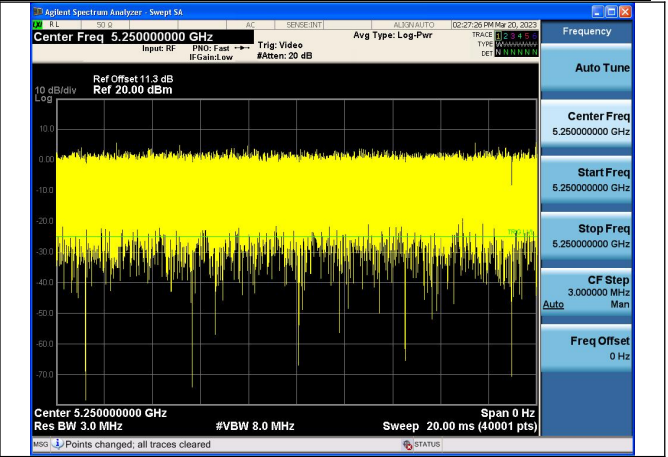 Agilent Spectrum Analyzer - Swept SA
RL 50 Ω AC SENSE:INT ALIGN AUTO 02:27:26 PM Mar 20, 2023
Center Freq 5.250000000 GHz
Input: RF PNO: Fast Trig: Video Avg Type: Log-Pwr TRACE 1 2 3 4 5 6
IFGain:Low #Atten: 20 dB TYPE
DET N N N N N N
Frequency
Auto Tune
Ref Offset 11.3 dB
10 dB/div Ref 20.00 dBm
Log
10.0
0.00
-10.0
-20.0
-30.0
-40.0
-50.0
-60.0
-70.0
Center Freq
5.250000000 GHz
Start Freq
5.250000000 GHz
Stop Freq
5.250000000 GHz
CF Step
3.000000 MHz
Auto Man
Freq Offset
0 Hz
Center 5.250000000 GHz Span 0 Hz
Res BW 3.0 MHz #VBW 8.0 MHz Sweep 20.00 ms (40001 pts)
MSG Points changed; all traces cleared STATUS